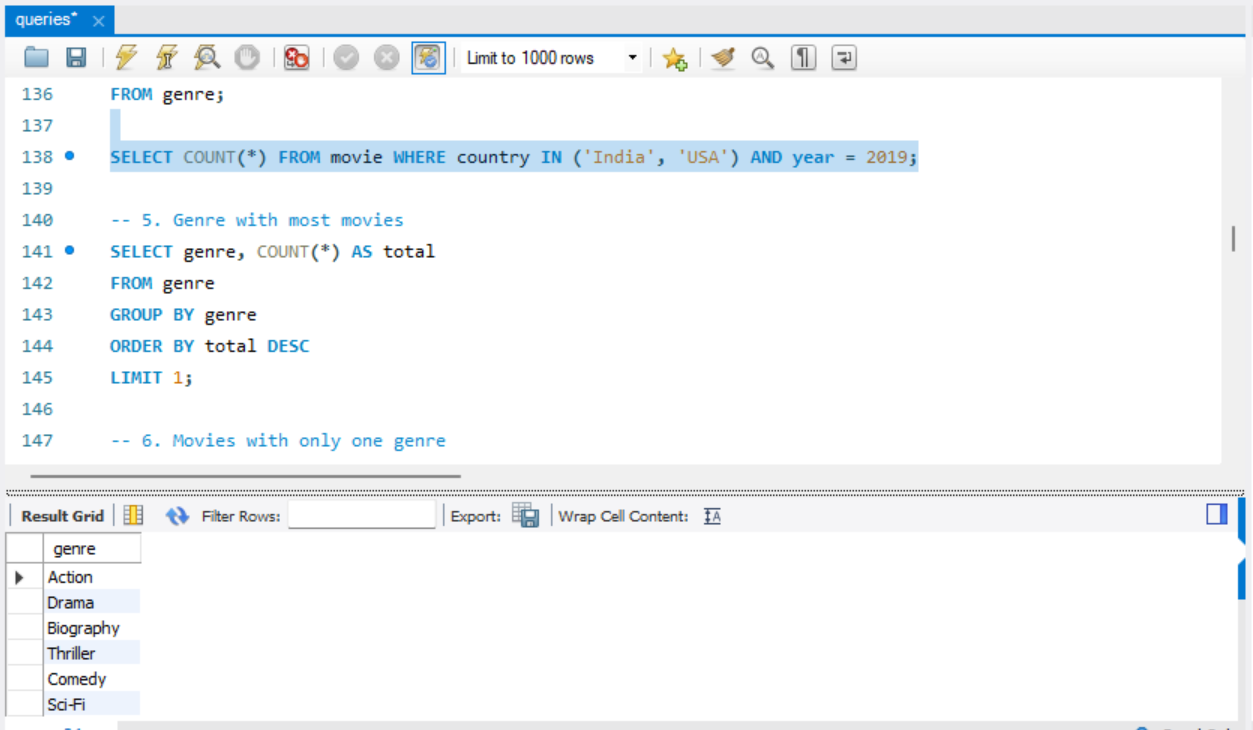 queries*
Limit to 1000 rows
136 FROM genre;
137
138 SELECT COUNT(*) FROM movie WHERE country IN ('India', 'USA') AND year = 2019;
139
140 -- 5. Genre with most movies
141 SELECT genre, COUNT(*) AS total
142 FROM genre
143 GROUP BY genre
144 ORDER BY total DESC
145 LIMIT 1;
146
147 -- 6. Movies with only one genre
Result Grid Filter Rows: Export: Wrap Cell Content:
genre
Action
Drama
Biography
Thriller
Comedy
Sci-Fi